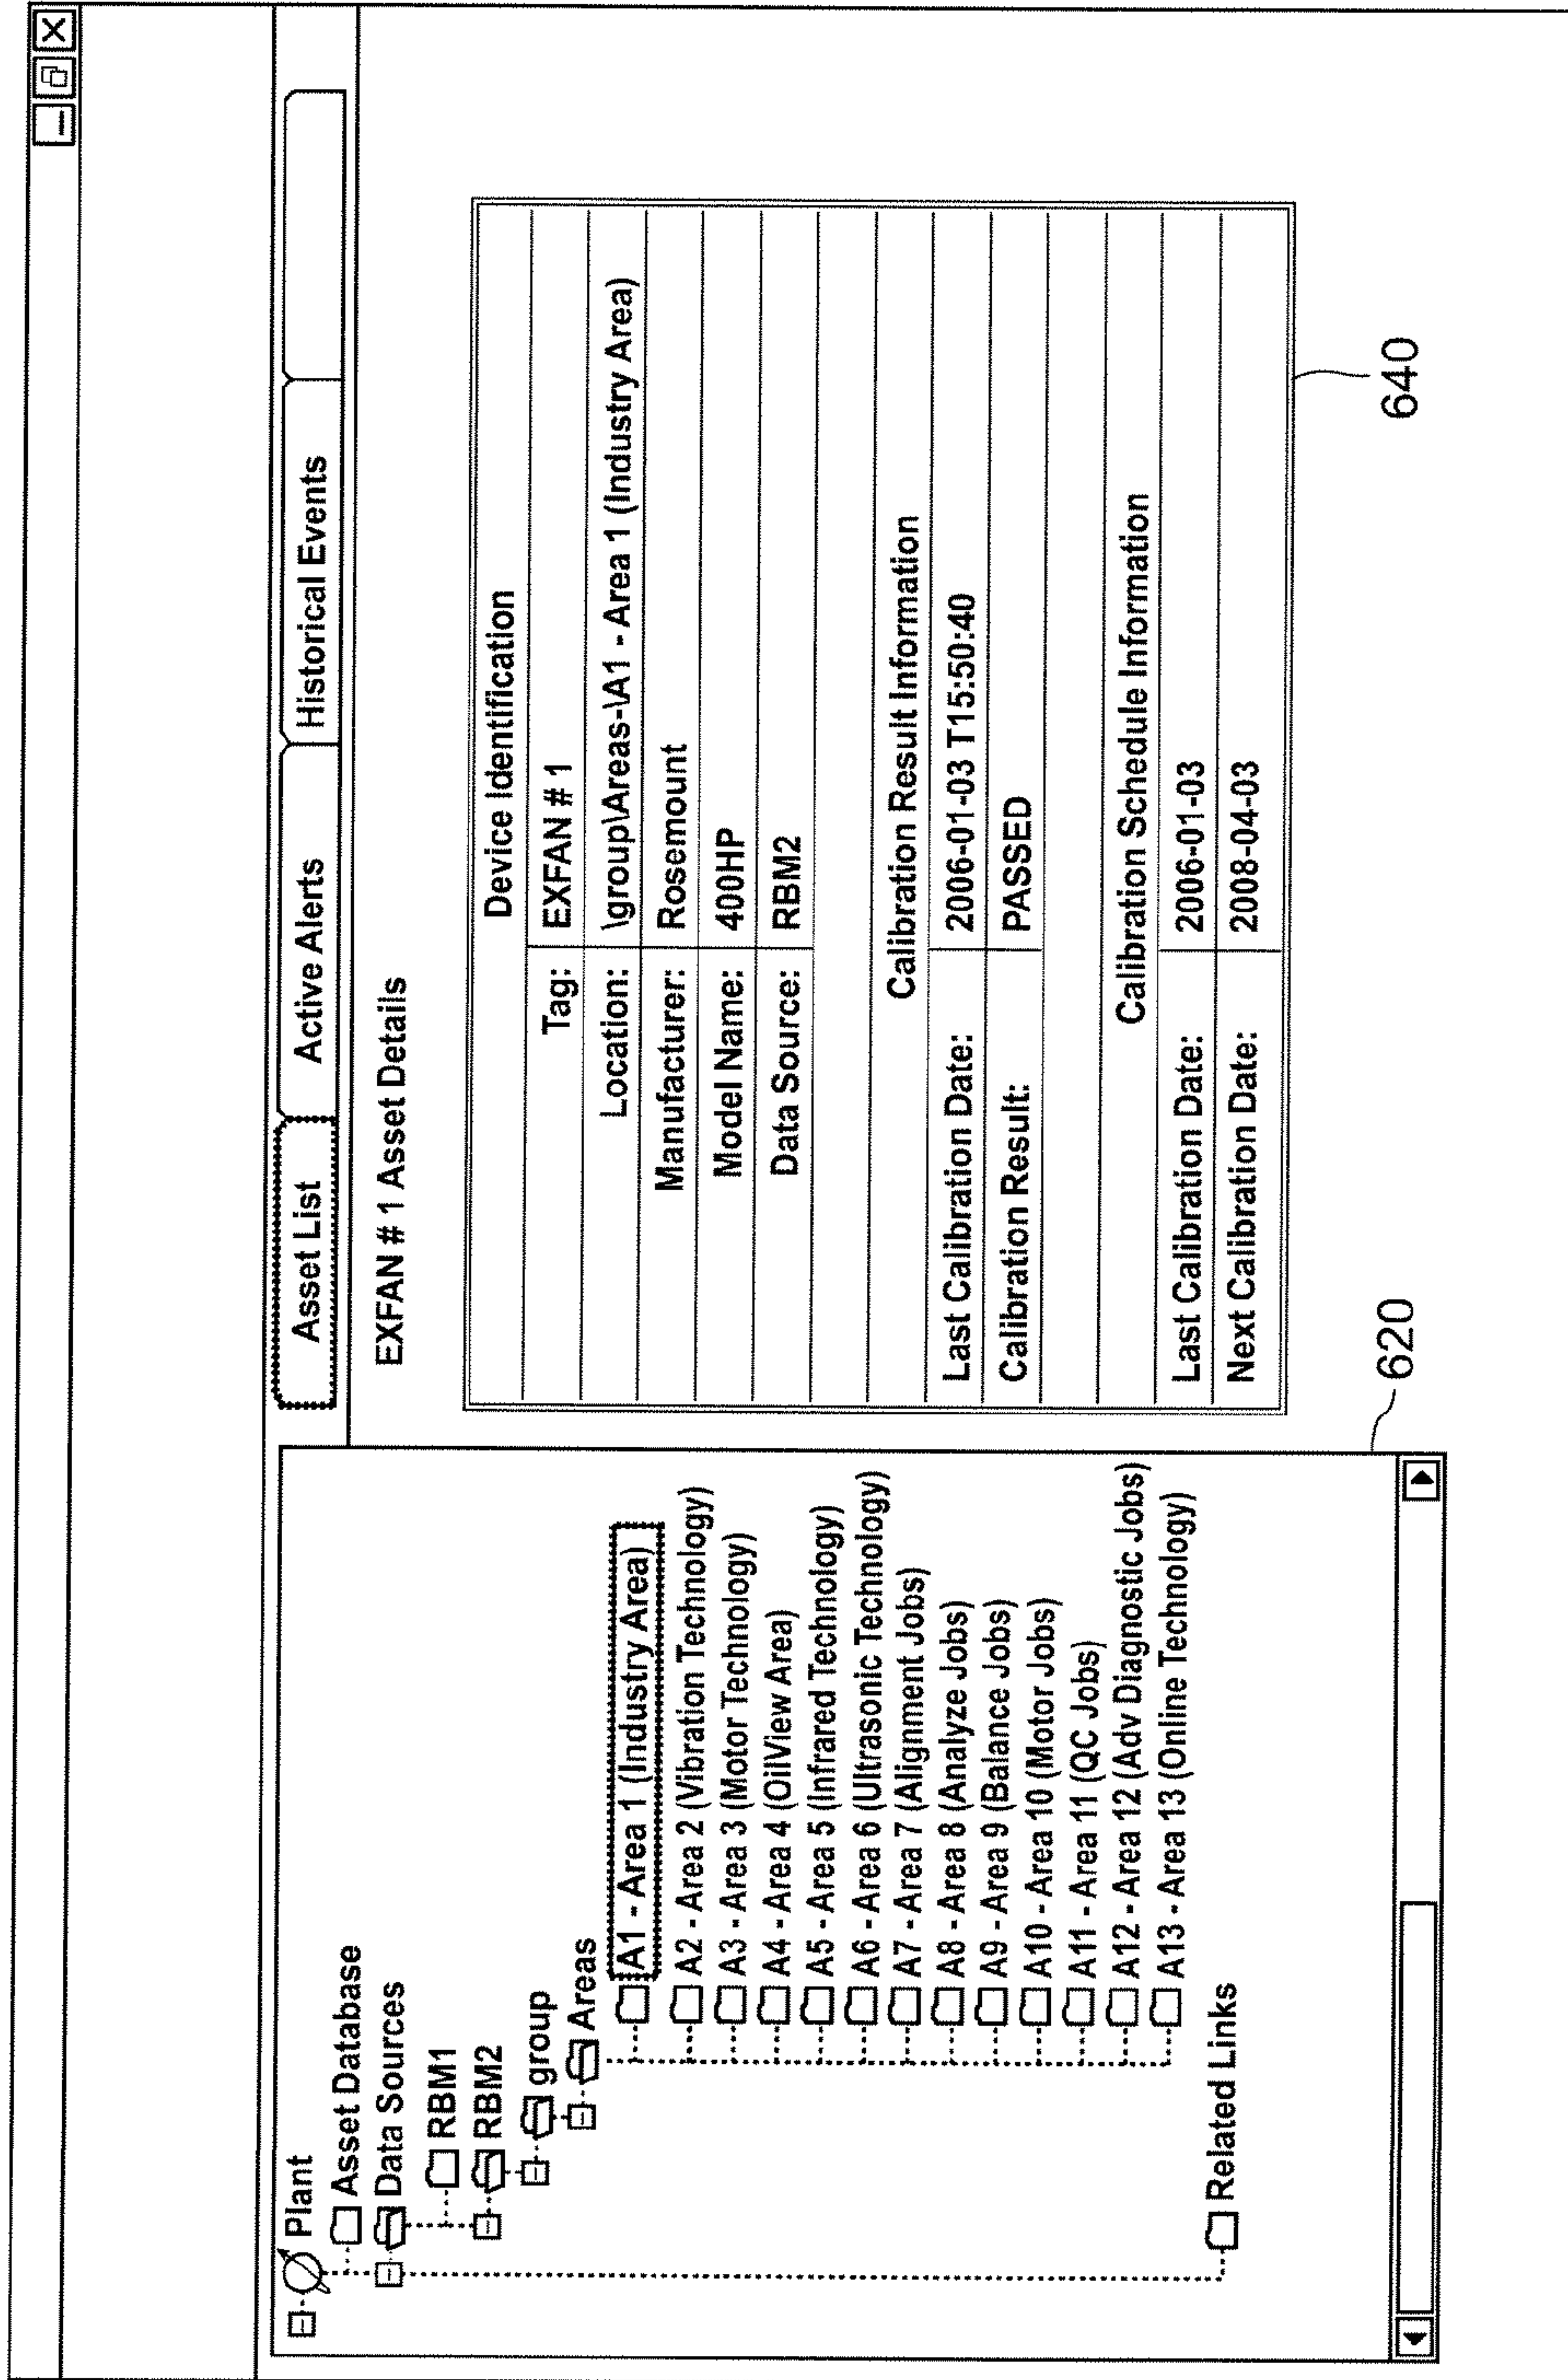 Asset List Active Alerts Historical Events
Plant
Asset Database
Data Sources
RBM1
RBM2
group
Areas
A1 - Area 1 (Industry Area)
A2 - Area 2 (Vibration Technology)
A3 - Area 3 (Motor Technology)
A4 - Area 4 (OilView Area)
A5 - Area 5 (Infrared Technology)
A6 - Area 6 (Ultrasonic Technology)
A7 - Area 7 (Alignment Jobs)
A8 - Area 8 (Analyze Jobs)
A9 - Area 9 (Balance Jobs)
A10 - Area 10 (Motor Jobs)
A11 - Area 11 (QC Jobs)
A12 - Area 12 (Adv Diagnostic Jobs)
A13 - Area 13 (Online Technology)
Related Links
620
EXFAN # 1 Asset Details
Device Identification
Tag: EXFAN # 1
Location: \group\Areas-\A1 - Area 1 (Industry Area)
Manufacturer: Rosemount
Model Name: 400HP
Data Source: RBM2
Calibration Result Information
Last Calibration Date: 2006-01-03 T15:50:40
Calibration Result: PASSED
Calibration Schedule Information
Last Calibration Date: 2006-01-03
Next Calibration Date: 2008-04-03
640